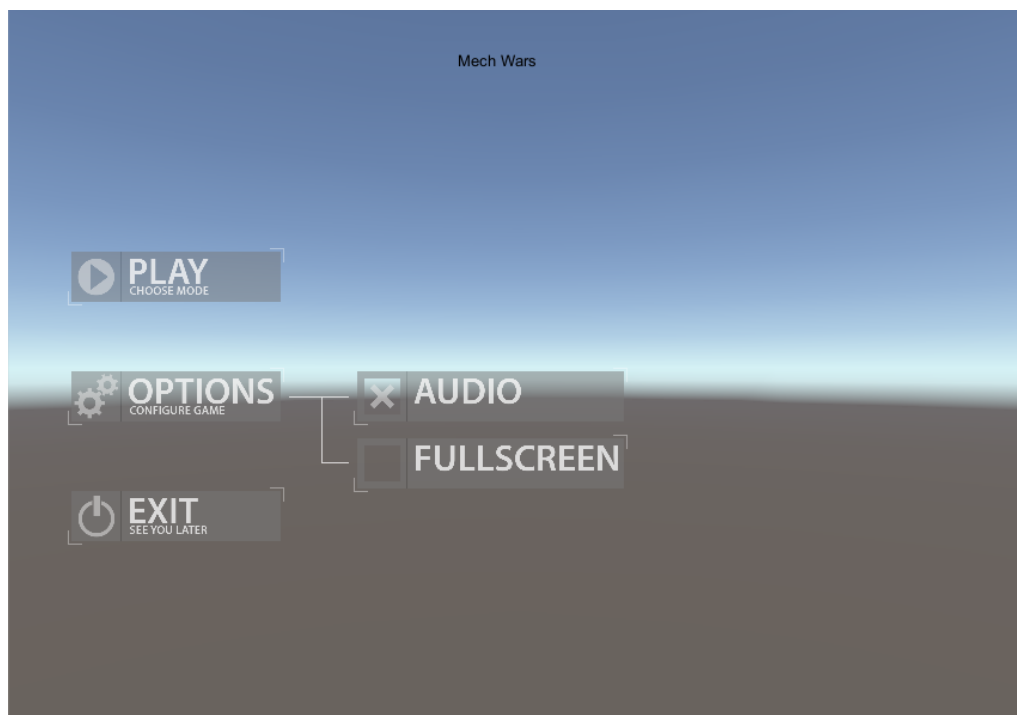 Mech Wars
PLAY
CHOOSE MODE
OPTIONS
CONFIGURE GAME
AUDIO
FULLSCREEN
EXIT
SEE YOU LATER